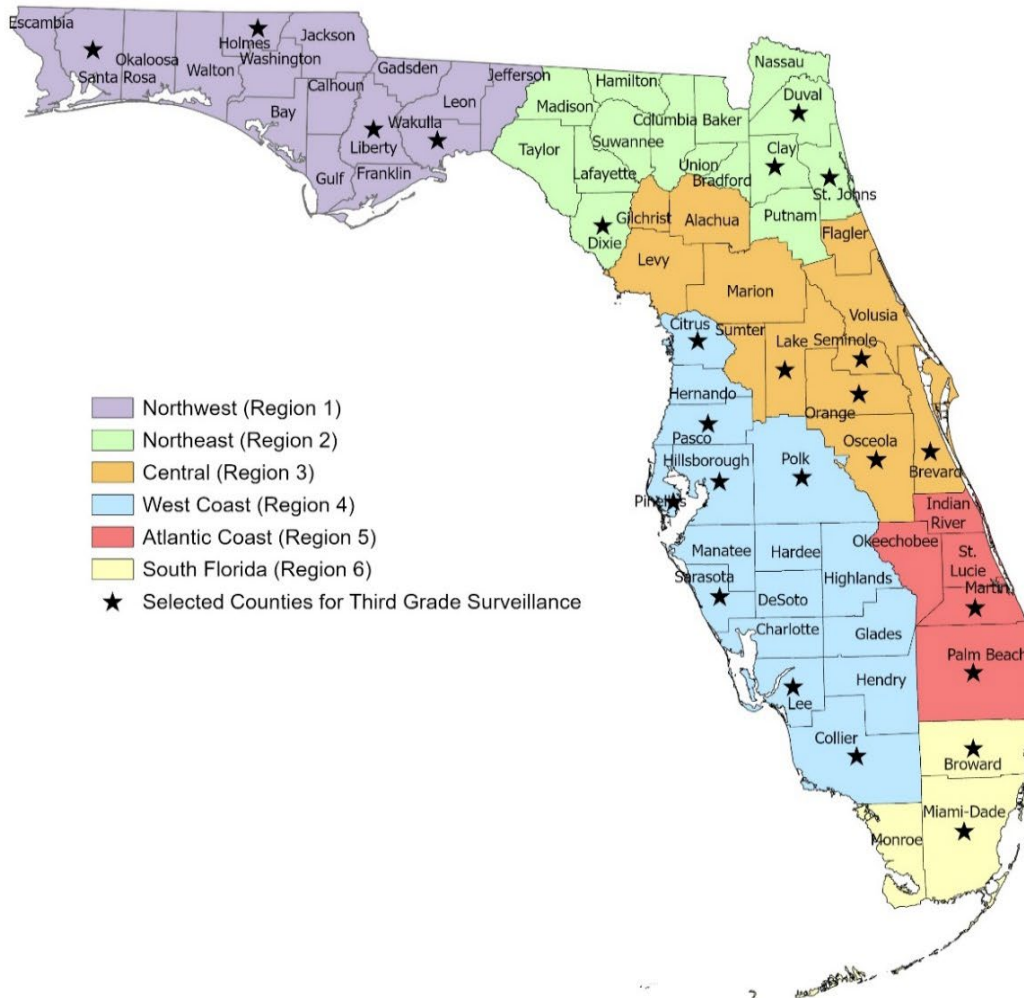 Escambia
Santa Rosa
Okaloosa
Walton
Holmes
Washington
Jackson
Bay
Calhoun
Gulf
Liberty
Franklin
Gadsden
Wakulla
Leon
Jefferson
Madison
Taylor
Hamilton
Suwannee
Lafayette
Dixie
Columbia
Baker
Union
Bradford
Nassau
Duval
Clay
St. Johns
Putnam
Gilchrist
Alachua
Flagler
Levy
Marion
Volusia
Citrus
Sumter
Lake
Seminole
Hernando
Orange
Pasco
Osceola
Brevard
Hillsborough
Polk
Pinellas
Indian
River
Okeechobee
St.
Lucie
Martin
Manatee
Hardee
Highlands
Sarasota
DeSoto
Charlotte
Glades
Palm Beach
Hendry
Lee
Collier
Broward
Miami-Dade
Monroe
Northwest (Region 1)
Northeast (Region 2)
Central (Region 3)
West Coast (Region 4)
Atlantic Coast (Region 5)
South Florida (Region 6)
Selected Counties for Third Grade Surveillance